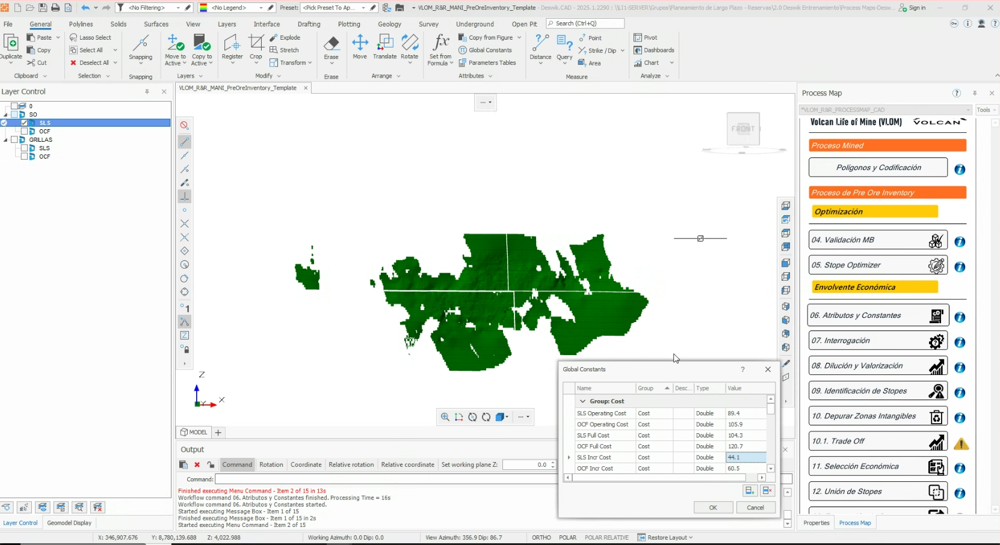 <No Filtering>
<No Legend>
Preset: <Pick Preset To Ap...
VLOM_R&R_MANI_PreOreInventory_Template - Deswik.CAD - 2025.1.2290 : \\LI1-SERVER\Grupos\Planeamiento de Largo Plazo - Reservas\2.0 Deswik Entrenamiento\Process Maps-Desw...
Sign in
File
General
Polylines
Solids
Surfaces
View
Layers
Interface
Drafting
Plotting
Geology
Survey
Underground
Open Pit
Search (Ctrl+Q)
Duplicate
Paste
Copy
Cut
Clipboard
Lasso Select
Select All
Deselect All
Selection
Snapping
Snapping
Move to Active
Copy to Active
Layers
Register
Crop
Explode
Stretch
Transform
Modify
Erase
Erase
Move
Translate
Rotate
Arrange
Set from Formula
Copy from Figure
Global Constants
Parameters Tables
Attributes
Distance
Query
Point
Strike / Dip
Area
Measure
Pivot
Dashboards
Chart
Analyze
Layer Control
0
SO
SLS
OCF
GRILLAS
SLS
OCF
Layer Control
Geomodel Display
VLOM_R&R_MANI_PreOreInventory_Template
FRONT
Z
Y
X
MODEL
Output
Command
Rotation
Coordinate
Relative rotation
Relative coordinate
Set working plane Z:
0.0
Command:
Finished executing Menu Command - Item 2 of 15 in 13s
Workflow command 06. Atributos y Constantes finished. Processing Time = 16s
Workflow command 06. Atributos y Constantes started.
Started executing Message Box - Item 1 of 15
Finished executing Message Box - Item 1 of 15 in 2s
Started executing Menu Command - Item 2 of 15
Global Constants
Name Group Desc... Type Value
Group: Cost
SLS Operating Cost Cost Double 89.4
OCF Operating Cost Cost Double 105.9
SLS Full Cost Cost Double 104.3
OCF Full Cost Cost Double 120.7
SLS Incr Cost Cost Double 44.1
OCF Incr Cost Cost Double 60.5
OK
Cancel
Process Map
*VLOM_R&R_PROCESSMAP_CAD
Tools
Volcan Life of Mine (VLOM) VOLCAN
Proceso Mined
Polígonos y Codificación
Proceso de Pre Ore Inventory
Optimización
04. Validación MB
05. Stope Optimizer
Envolvente Económica
06. Atributos y Constantes
07. Interrogación
08. Dilución y Valorización
09. Identificación de Stopes
10. Depurar Zonas Intangibles
10.1. Trade Off
11. Selección Económica
12. Unión de Stopes
Properties
Process Map
X: 346,907.676 Y: 8,780,139.688 Z: 4,022.988
Working Azimuth: 0.0 Dip: 0.0
View Azimuth: 356.9 Dip: 86.7
ORTHO
POLAR
POLAR RELATIVE
Restore Layout